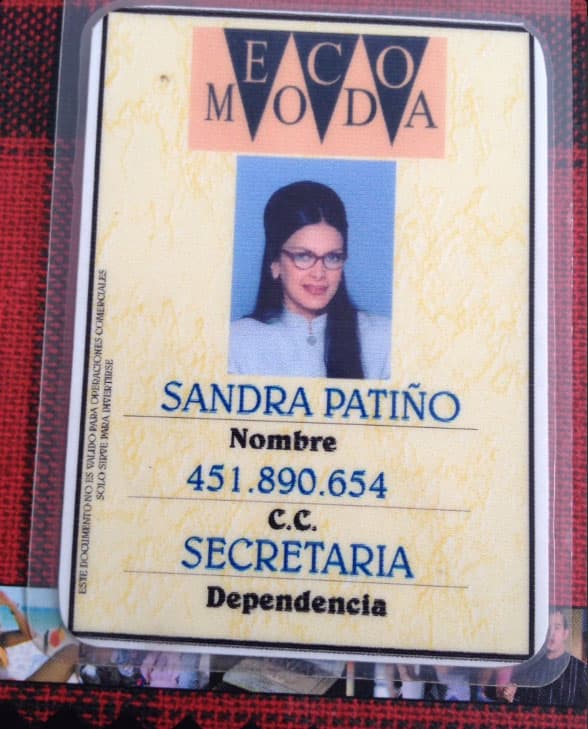 ECO
MODA
SANDRA PATIÑO
Nombre
451.890.654
C.C.
SECRETARIA
Dependencia
ESTE DOCUMENTO NO ES VALIDO PARA OPERACIONES COMERCIALES
SOLO SIRVE PARA DIVERTIRSE